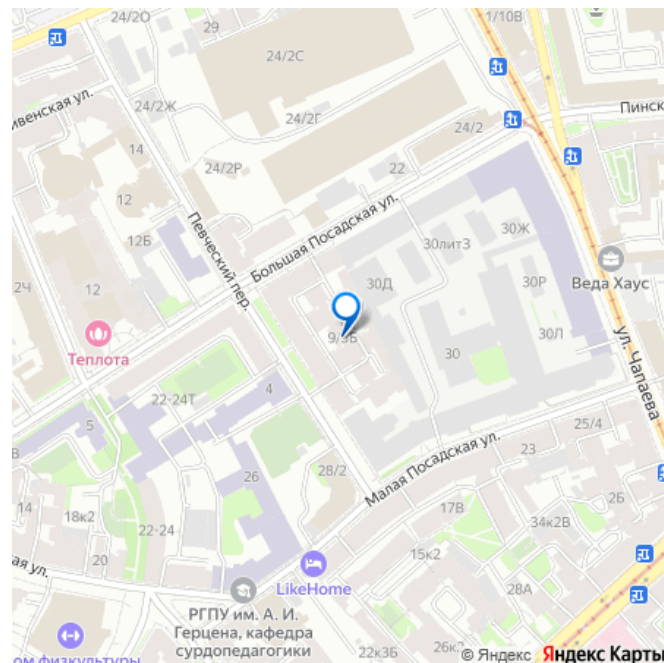 24/2О
29
1/10В
24/2С
ивенская ул.
24/2Ж
24/2Г
Пинск
24/2
14
24/2Р
22
12
Большая Посадская ул.
Певческий пер.
12Б
30литЗ
30Ж
Веда Хаус
2Ч
12
30Д
30Р
9/3Б
30Л
Теплота
30
ул. Чапаева
4
22-24Т
5
В
25/4
Малая Посадская ул.
23
26
28/2
14
18к2
17В
2Б
22-24
34к2В
20
15к2
ая ул.
LikeHome
28А
РГПУ им. А. И.
Герцена, кафедра
сурдопедагогики
ом физкультуры
22к3Б
26к2
© Яндекс Яндекс Карты